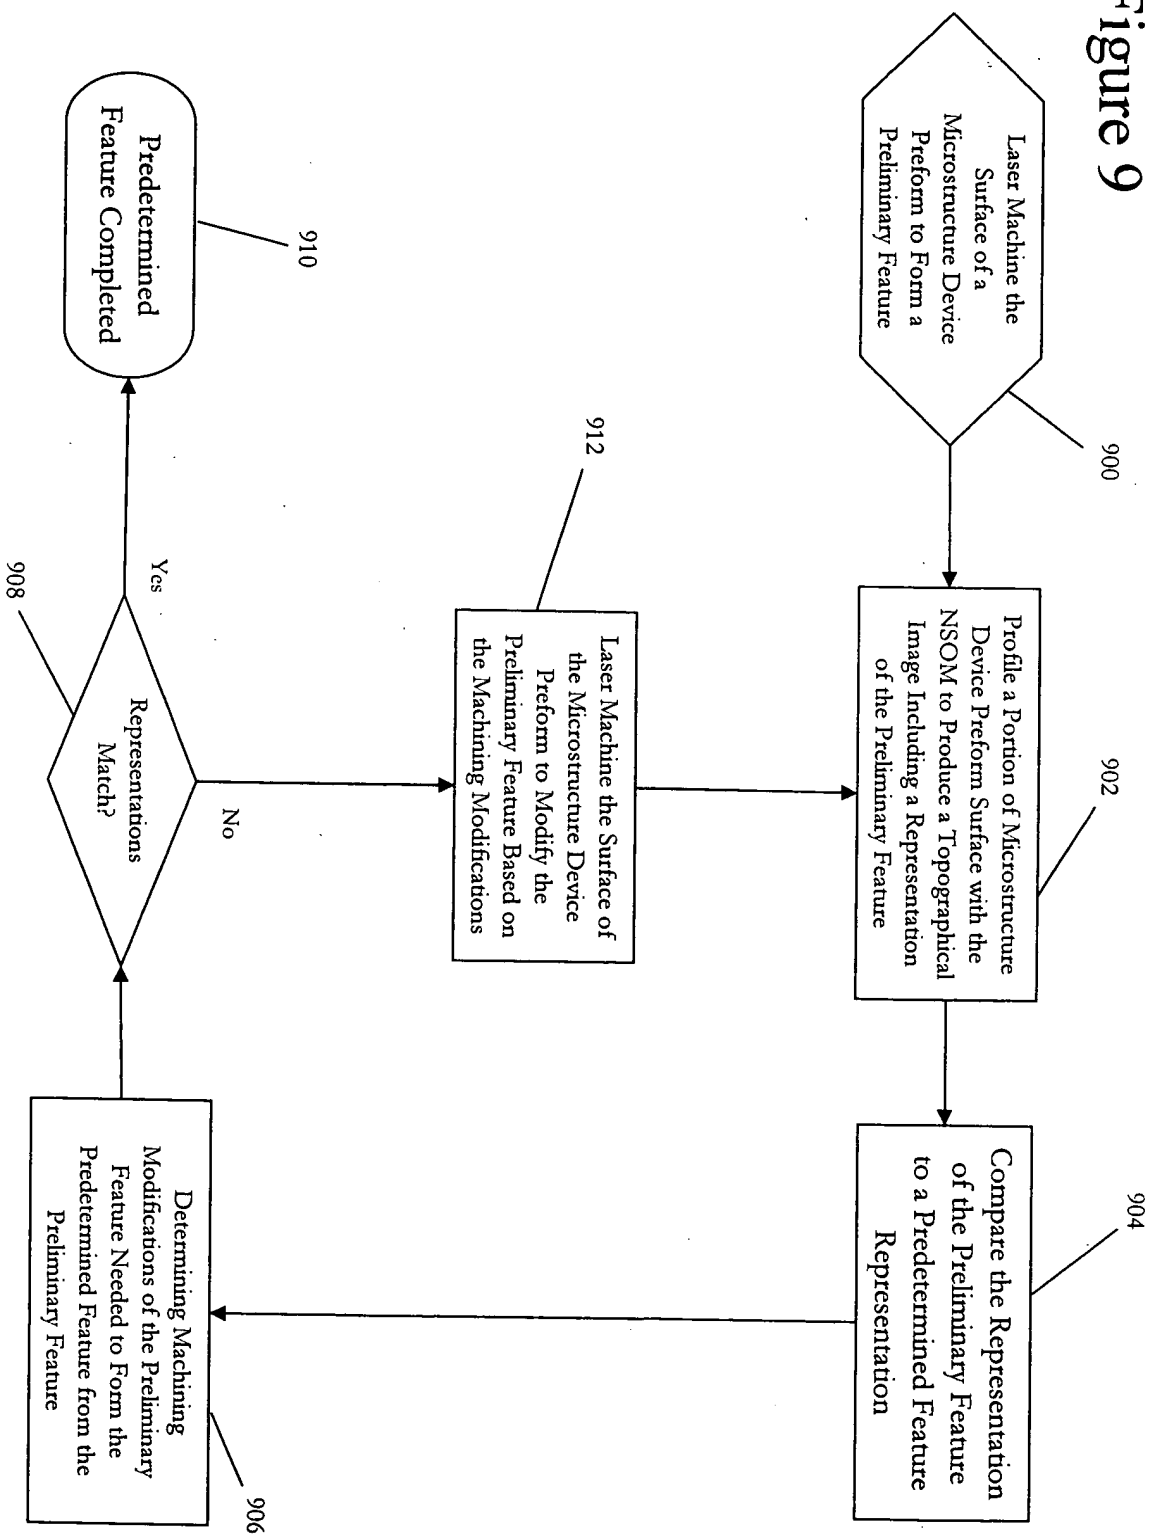 Figure 9
Laser Machine the
Surface of a
Microstructure Device
Preform to Form a
Preliminary Feature
900
Profile a Portion of Microstructure
Device Preform Surface with the
NSOM to Produce a Topographical
Image Including a Representation
of the Preliminary Feature
902
Compare the Representation
of the Preliminary Feature
to a Predetermined Feature
Representation
904
912
Laser Machine the Surface of
the Microstructure Device
Preform to Modify the
Preliminary Feature Based on
the Machining Modifications
910
Predetermined
Feature Completed
Yes
No
Representations
Match?
908
Determining Machining
Modifications of the Preliminary
Feature Needed to Form the
Predetermined Feature from the
Preliminary Feature
906